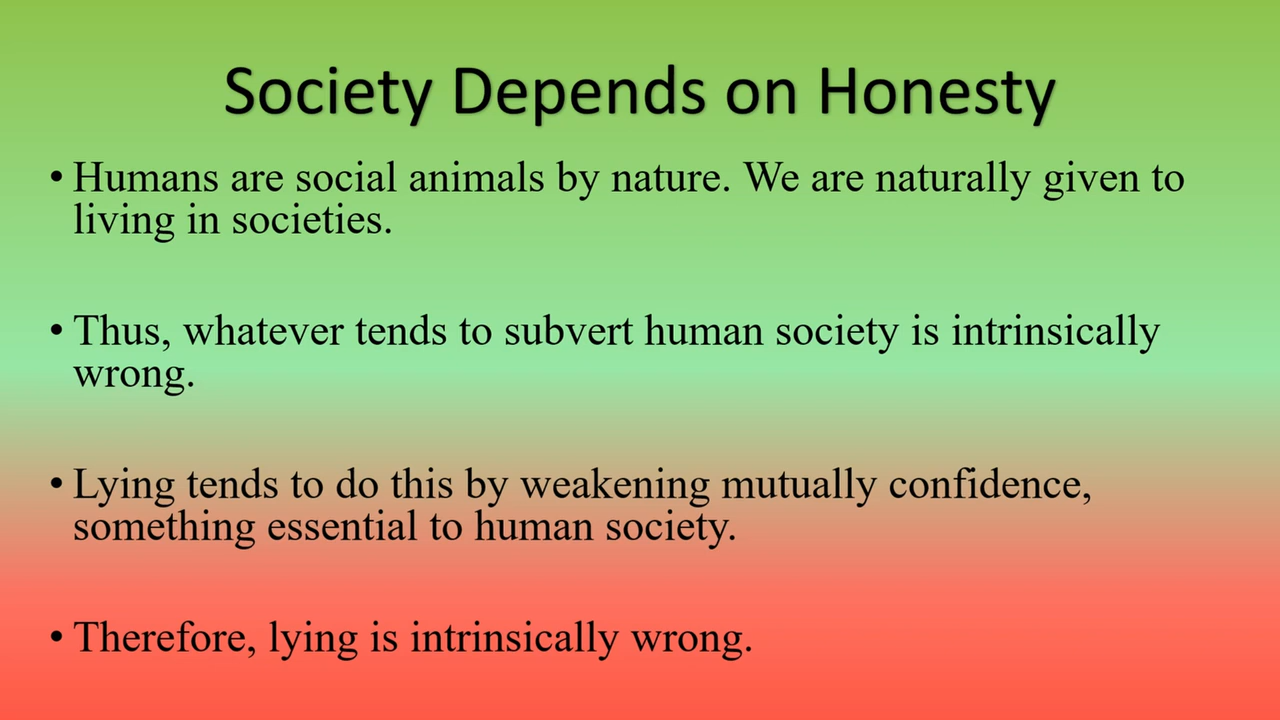 Society Depends on Honesty
• Humans are social animals by nature. We are naturally given to
living in societies.
• Thus, whatever tends to subvert human society is intrinsically
wrong.
• Lying tends to do this by weakening mutually confidence,
something essential to human society.
• Therefore, lying is intrinsically wrong.